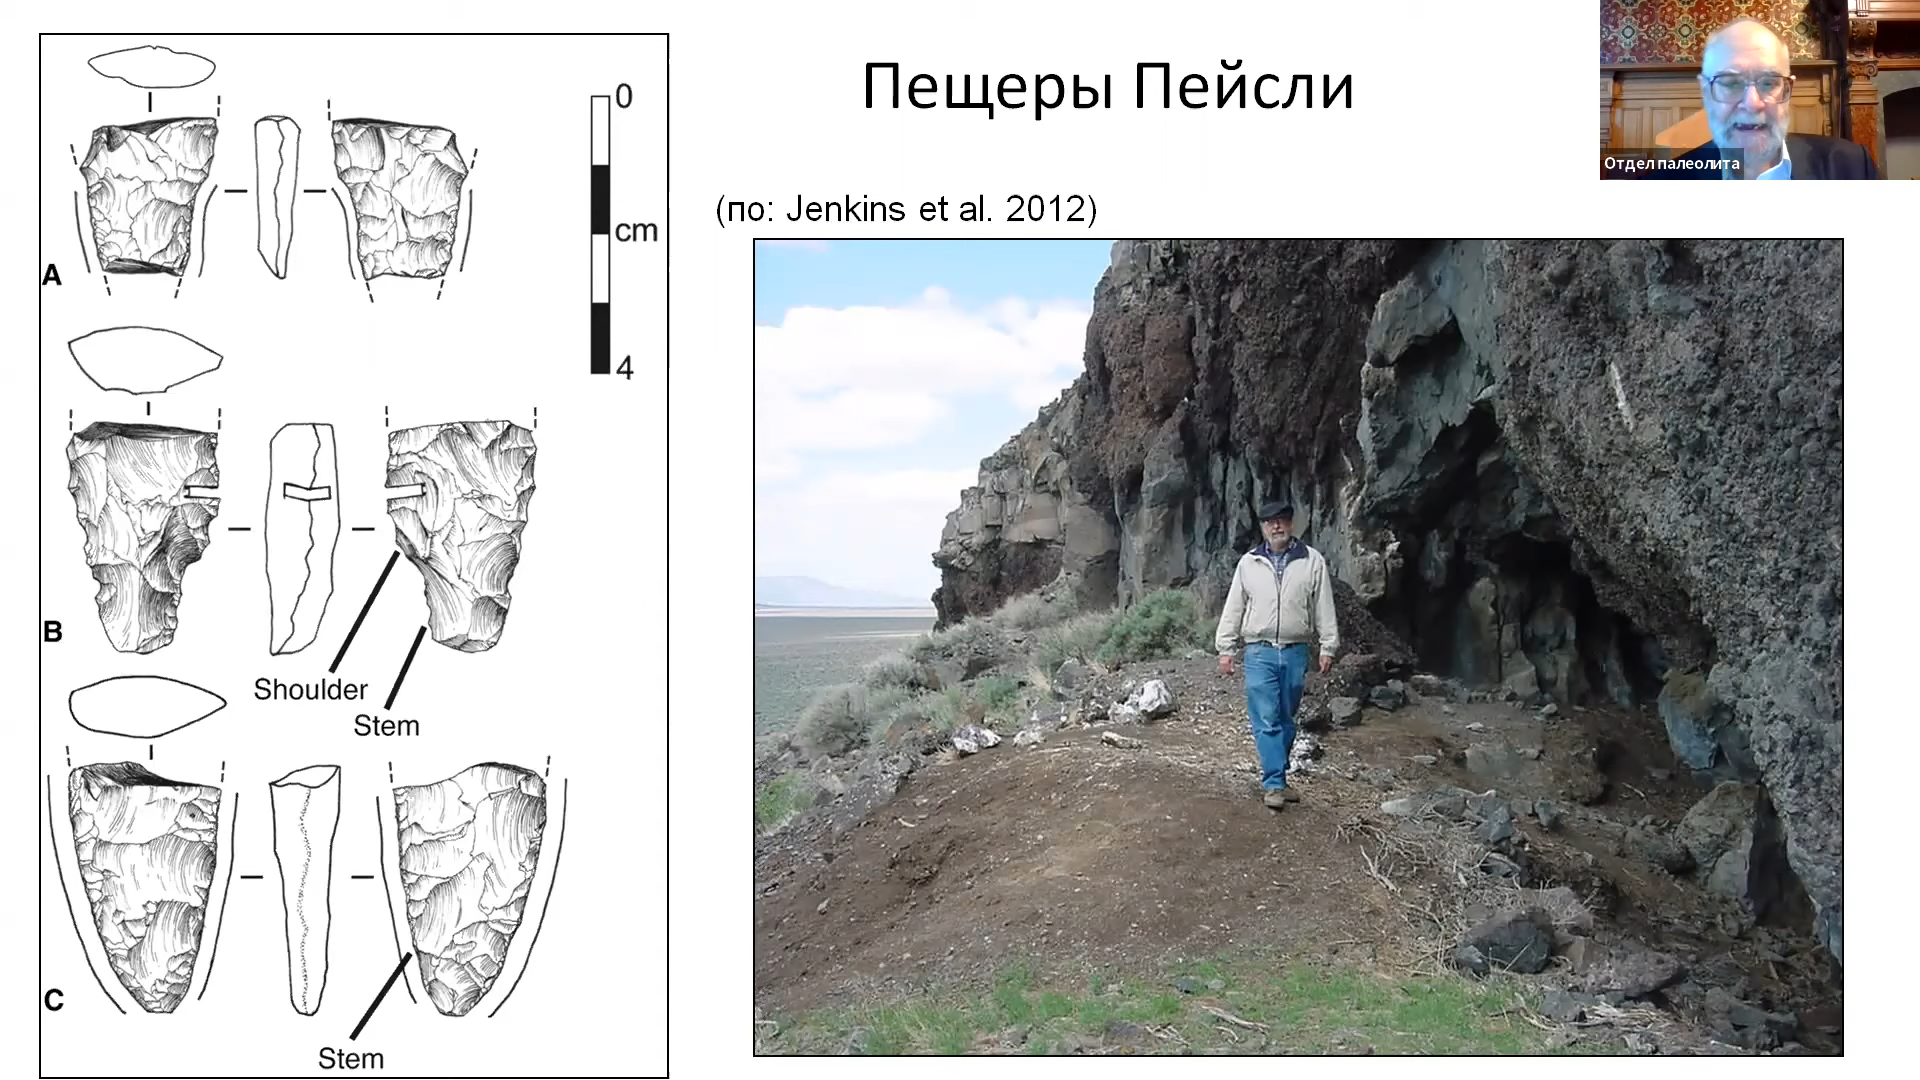 Пещеры Пейсли
Отдел палеолита
(по: Jenkins et al. 2012)
0
cm
4
A
B
Shoulder
Stem
C
Stem